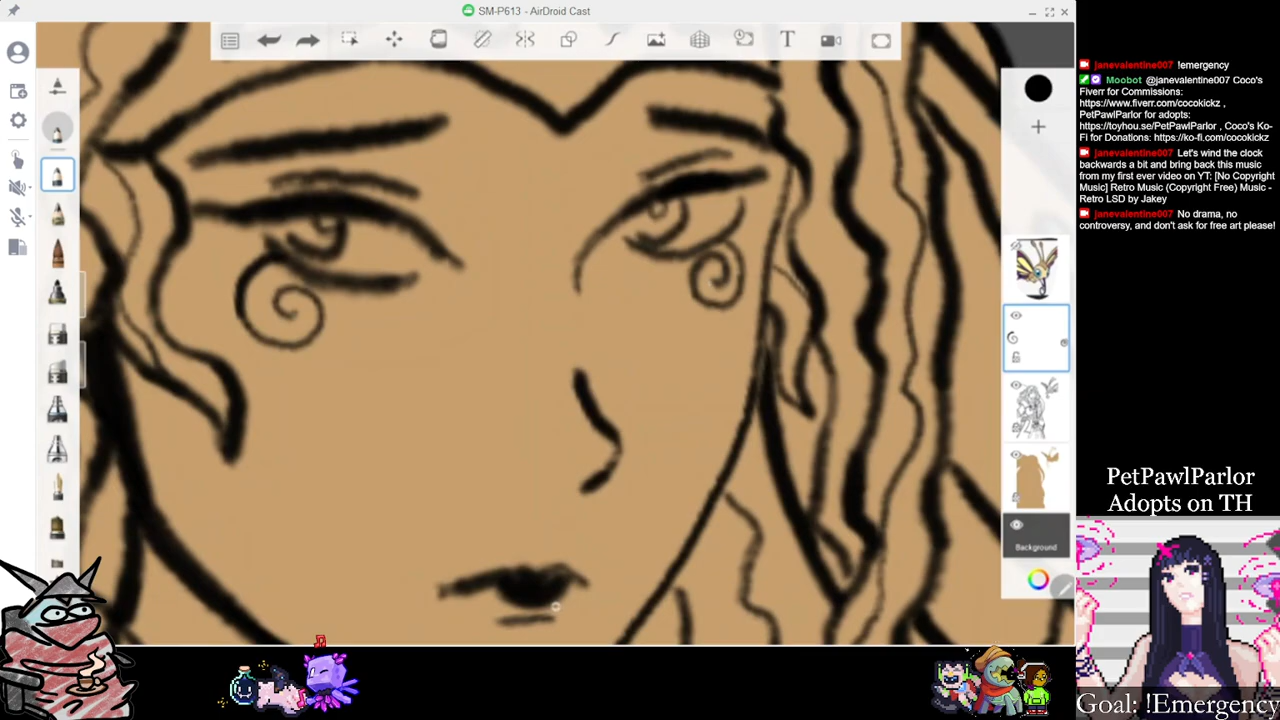 SM-P613 - AirDroid Cast
T
Background
janevalentine007 !emergency
Moobot @janevalentine007 Coco's
Fiverr for Commissions:
https://www.fiverr.com/cocokickz ,
PetPawlParlor for adopts:
https://toyhou.se/PetPawlParlor , Coco's Ko-
Fi for Donations: https://ko-fi.com/cocokickz
janevalentine007 Let's wind the clock
backwards a bit and bring back this music
from my first ever video on YT: [No Copyright
Music] Retro Music (Copyright Free) Music -
Retro LSD by Jakey
janevalentine007 No drama, no
controversy, and don't ask for free art please!
PetPawlParlor
Adopts on TH
Goal: !Emergency